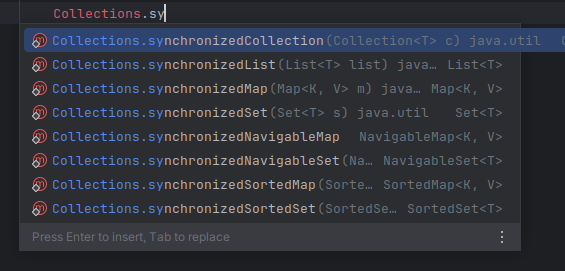 Collections.sy
Collections.synchronizedCollection(Collection<T> c) java.util
Collections.synchronizedList(List<T> list) java… List<T>
Collections.synchronizedMap(Map<K, V> m) java… Map<K, V>
Collections.synchronizedSet(Set<T> s) java.util Set<T>
Collections.synchronizedNavigableMap NavigableMap<K, V>
Collections.synchronizedNavigableSet(Na… NavigableSet<T>
Collections.synchronizedSortedMap(Sorte… SortedMap<K, V>
Collections.synchronizedSortedSet(SortedSe… SortedSet<T>
Press Enter to insert, Tab to replace